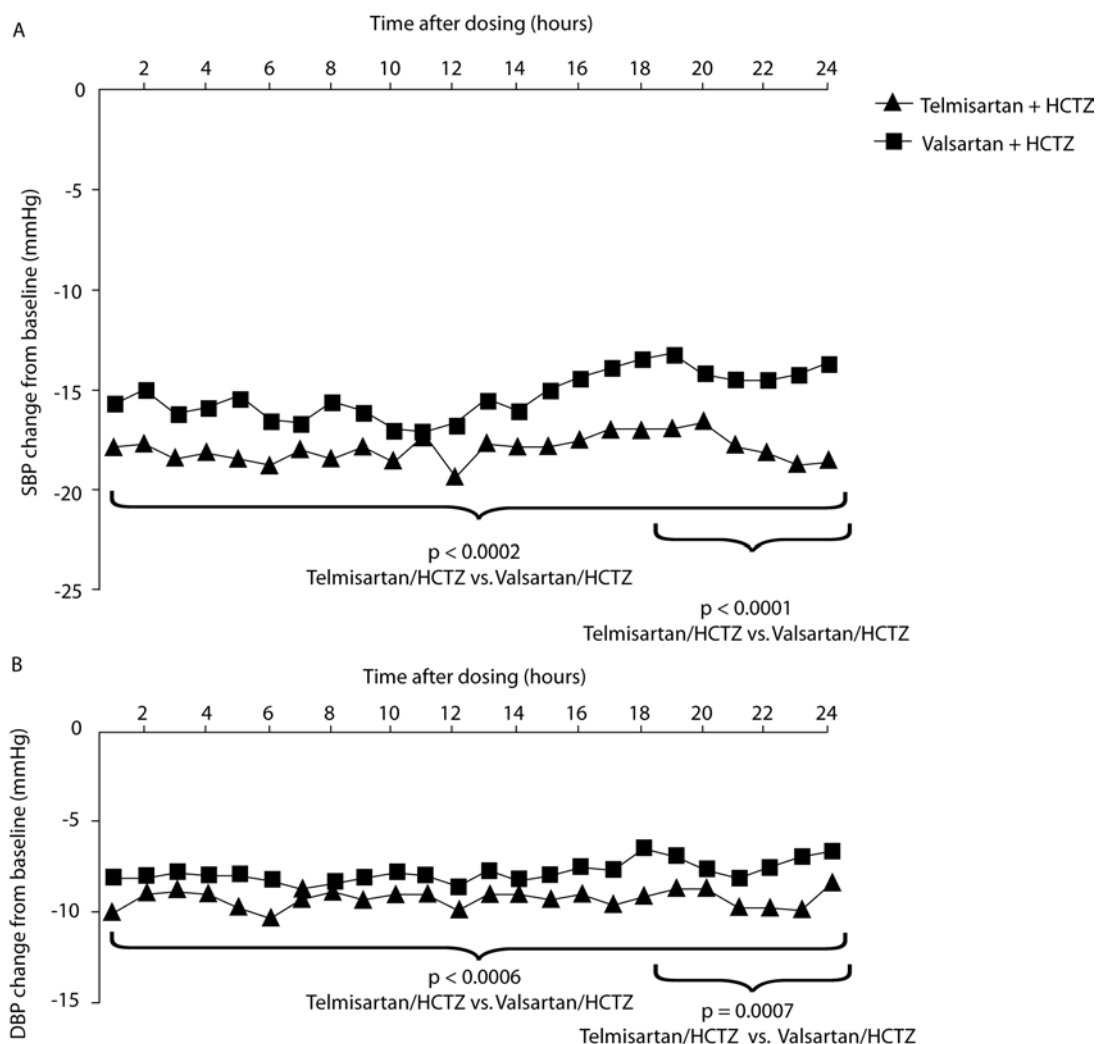 A
Time after dosing (hours)
2 4 6 8 10 11 12 14 16 18 20 22 24
0
-5
-10
-15
-20
-25
SBP change from baseline (mmHg)
Telmisartan + HCTZ
Valsartan + HCTZ
p < 0.0002
Telmisartan/HCTZ vs. Valsartan/HCTZ
p < 0.0001
Telmisartan/HCTZ vs. Valsartan/HCTZ
B
Time after dosing (hours)
2 4 6 8 10 12 14 16 18 20 22 24
0
-5
-10
-15
DBP change from baseline (mmHg)
p < 0.0006
Telmisartan/HCTZ vs. Valsartan/HCTZ
p = 0.0007
Telmisartan/HCTZ vs. Valsartan/HCTZ